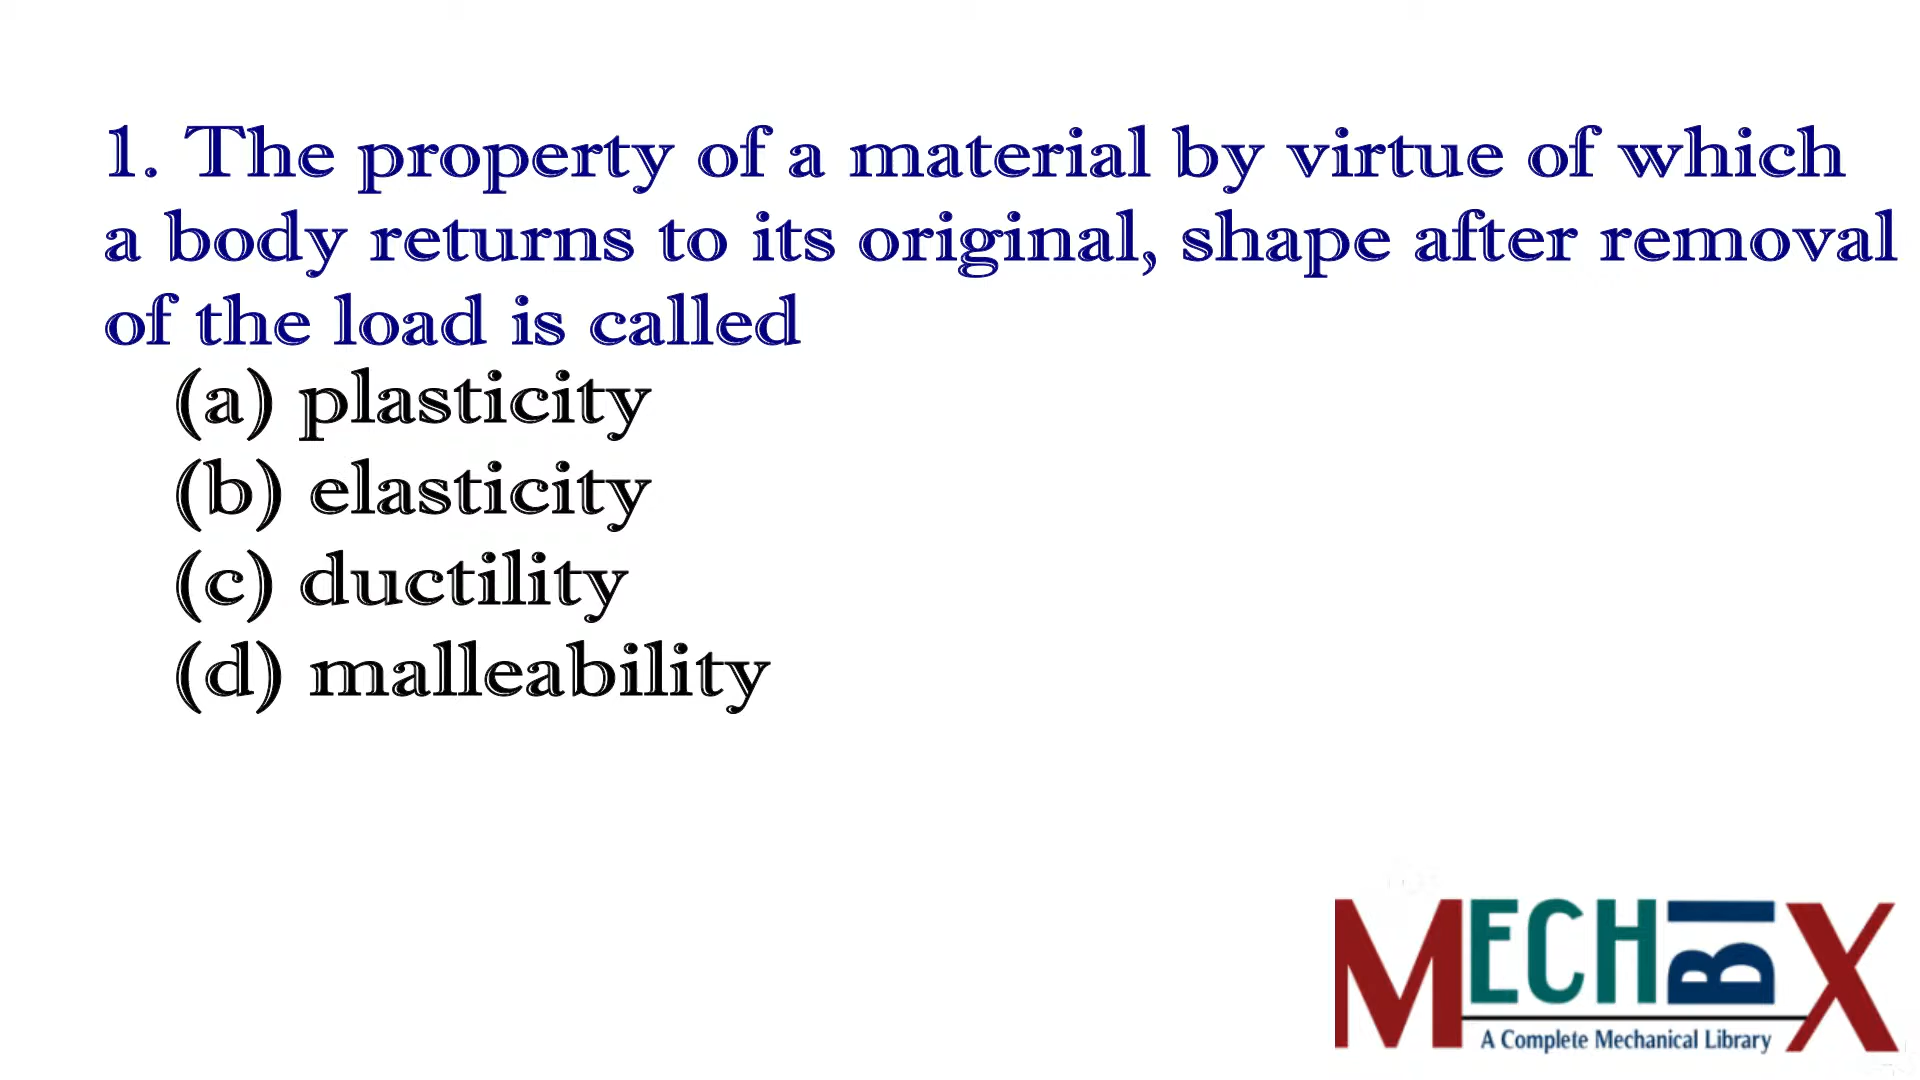 1. The property of a material by virtue of which
a body returns to its original, shape after removal
of the load is called
(a) plasticity
(b) elasticity
(c) ductility
(d) malleability
MECHBIX
A Complete Mechanical Library